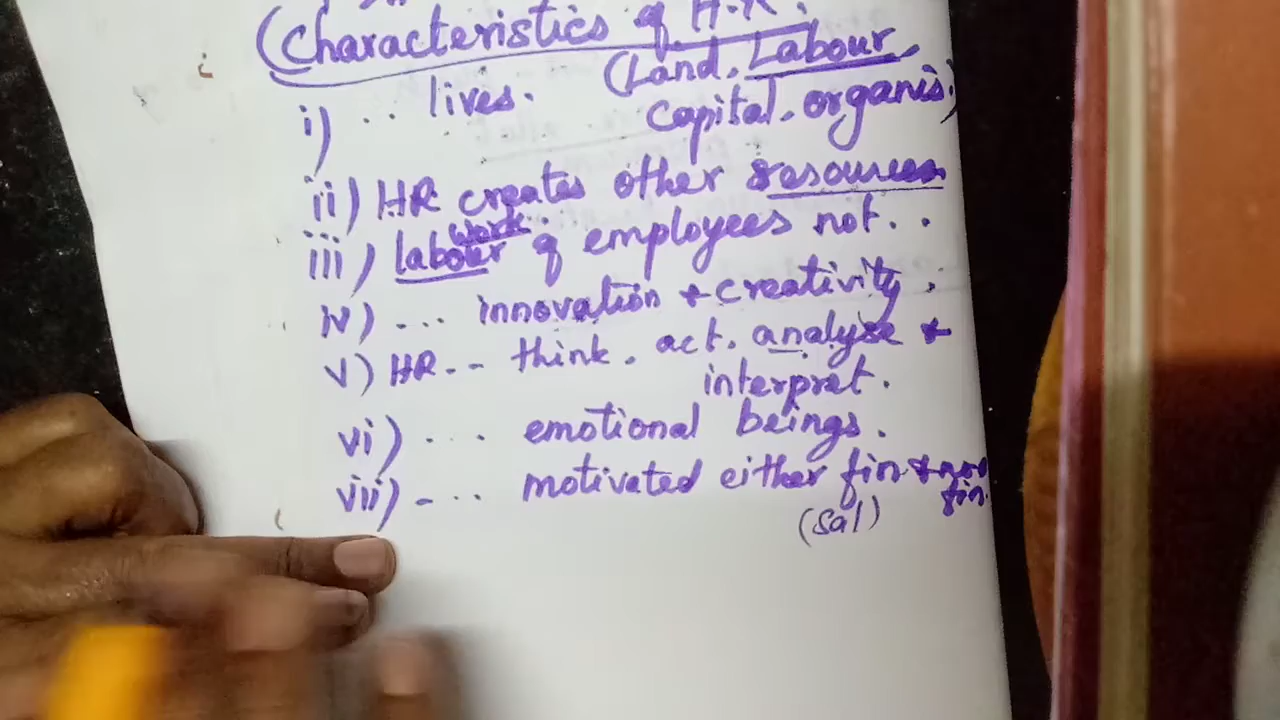 (Characteristics of H.R.
(Land, Labour,
i) .. lives. capital, organis.)
ii) HR creates other resources
work.
iii) labour of employees not..
iv) ... innovation & creativity.
v) HR.-- think, act, analyse &
interpret.
vi) ... emotional beings.
vii) -... motivated either fin & non
fin.
(sal)